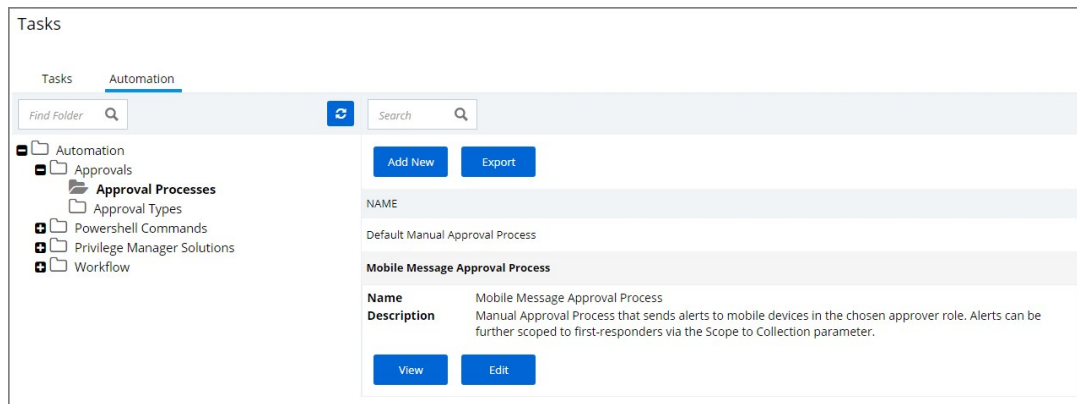 Tasks
Tasks Automation
Find Folder Search
Automation
Approvals
Approval Processes
Approval Types
Powershell Commands
Privilege Manager Solutions
Workflow
Add New Export
NAME
Default Manual Approval Process
Mobile Message Approval Process
Name Mobile Message Approval Process
Description Manual Approval Process that sends alerts to mobile devices in the chosen approver role. Alerts can be
further scoped to first-responders via the Scope to Collection parameter.
View Edit